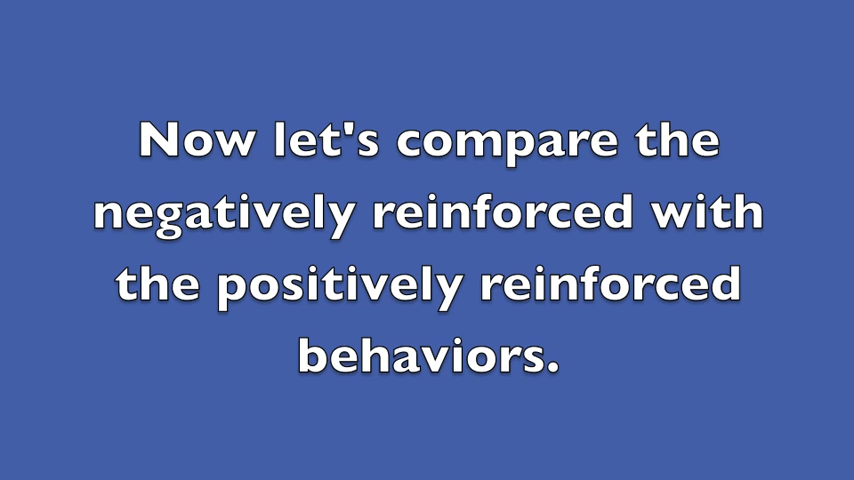 Now let's compare the
negatively reinforced with
the positively reinforced
behaviors.